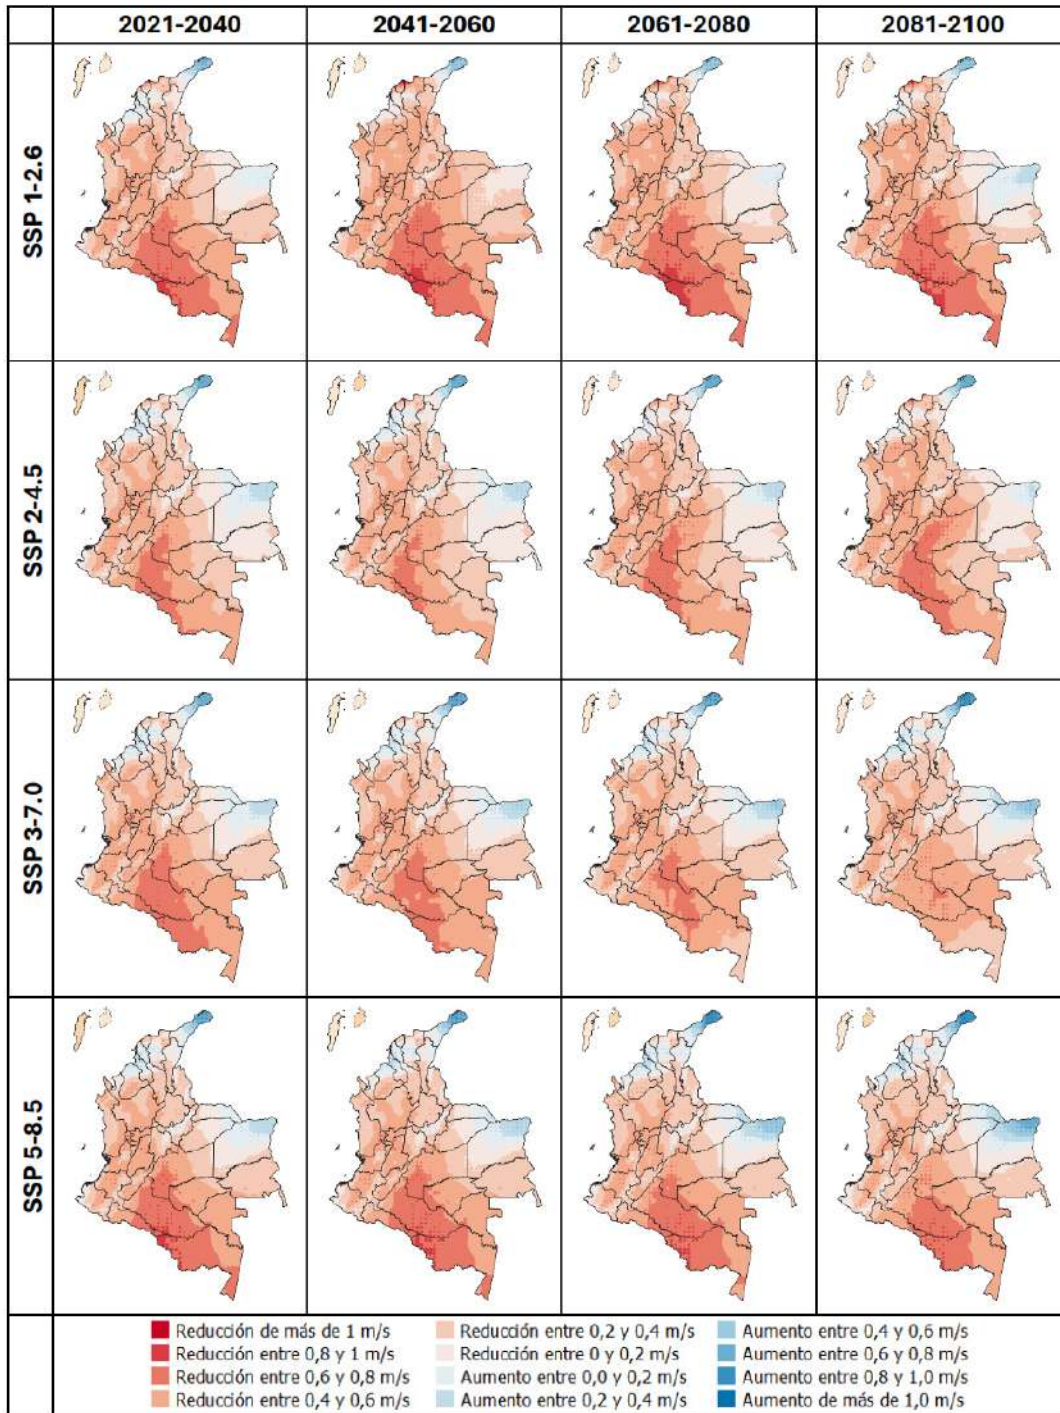 2021-2040 2041-2060 2061-2080 2081-2100
SSP 1-2.6
SSP 2-4.5
SSP 3-7.0
SSP 5-8.5
Reducción de más de 1 m/s
Reducción entre 0,8 y 1 m/s
Reducción entre 0,6 y 0,8 m/s
Reducción entre 0,4 y 0,6 m/s
Reducción entre 0,2 y 0,4 m/s
Reducción entre 0 y 0,2 m/s
Aumento entre 0,0 y 0,2 m/s
Aumento entre 0,2 y 0,4 m/s
Aumento entre 0,4 y 0,6 m/s
Aumento entre 0,6 y 0,8 m/s
Aumento entre 0,8 y 1,0 m/s
Aumento de más de 1,0 m/s